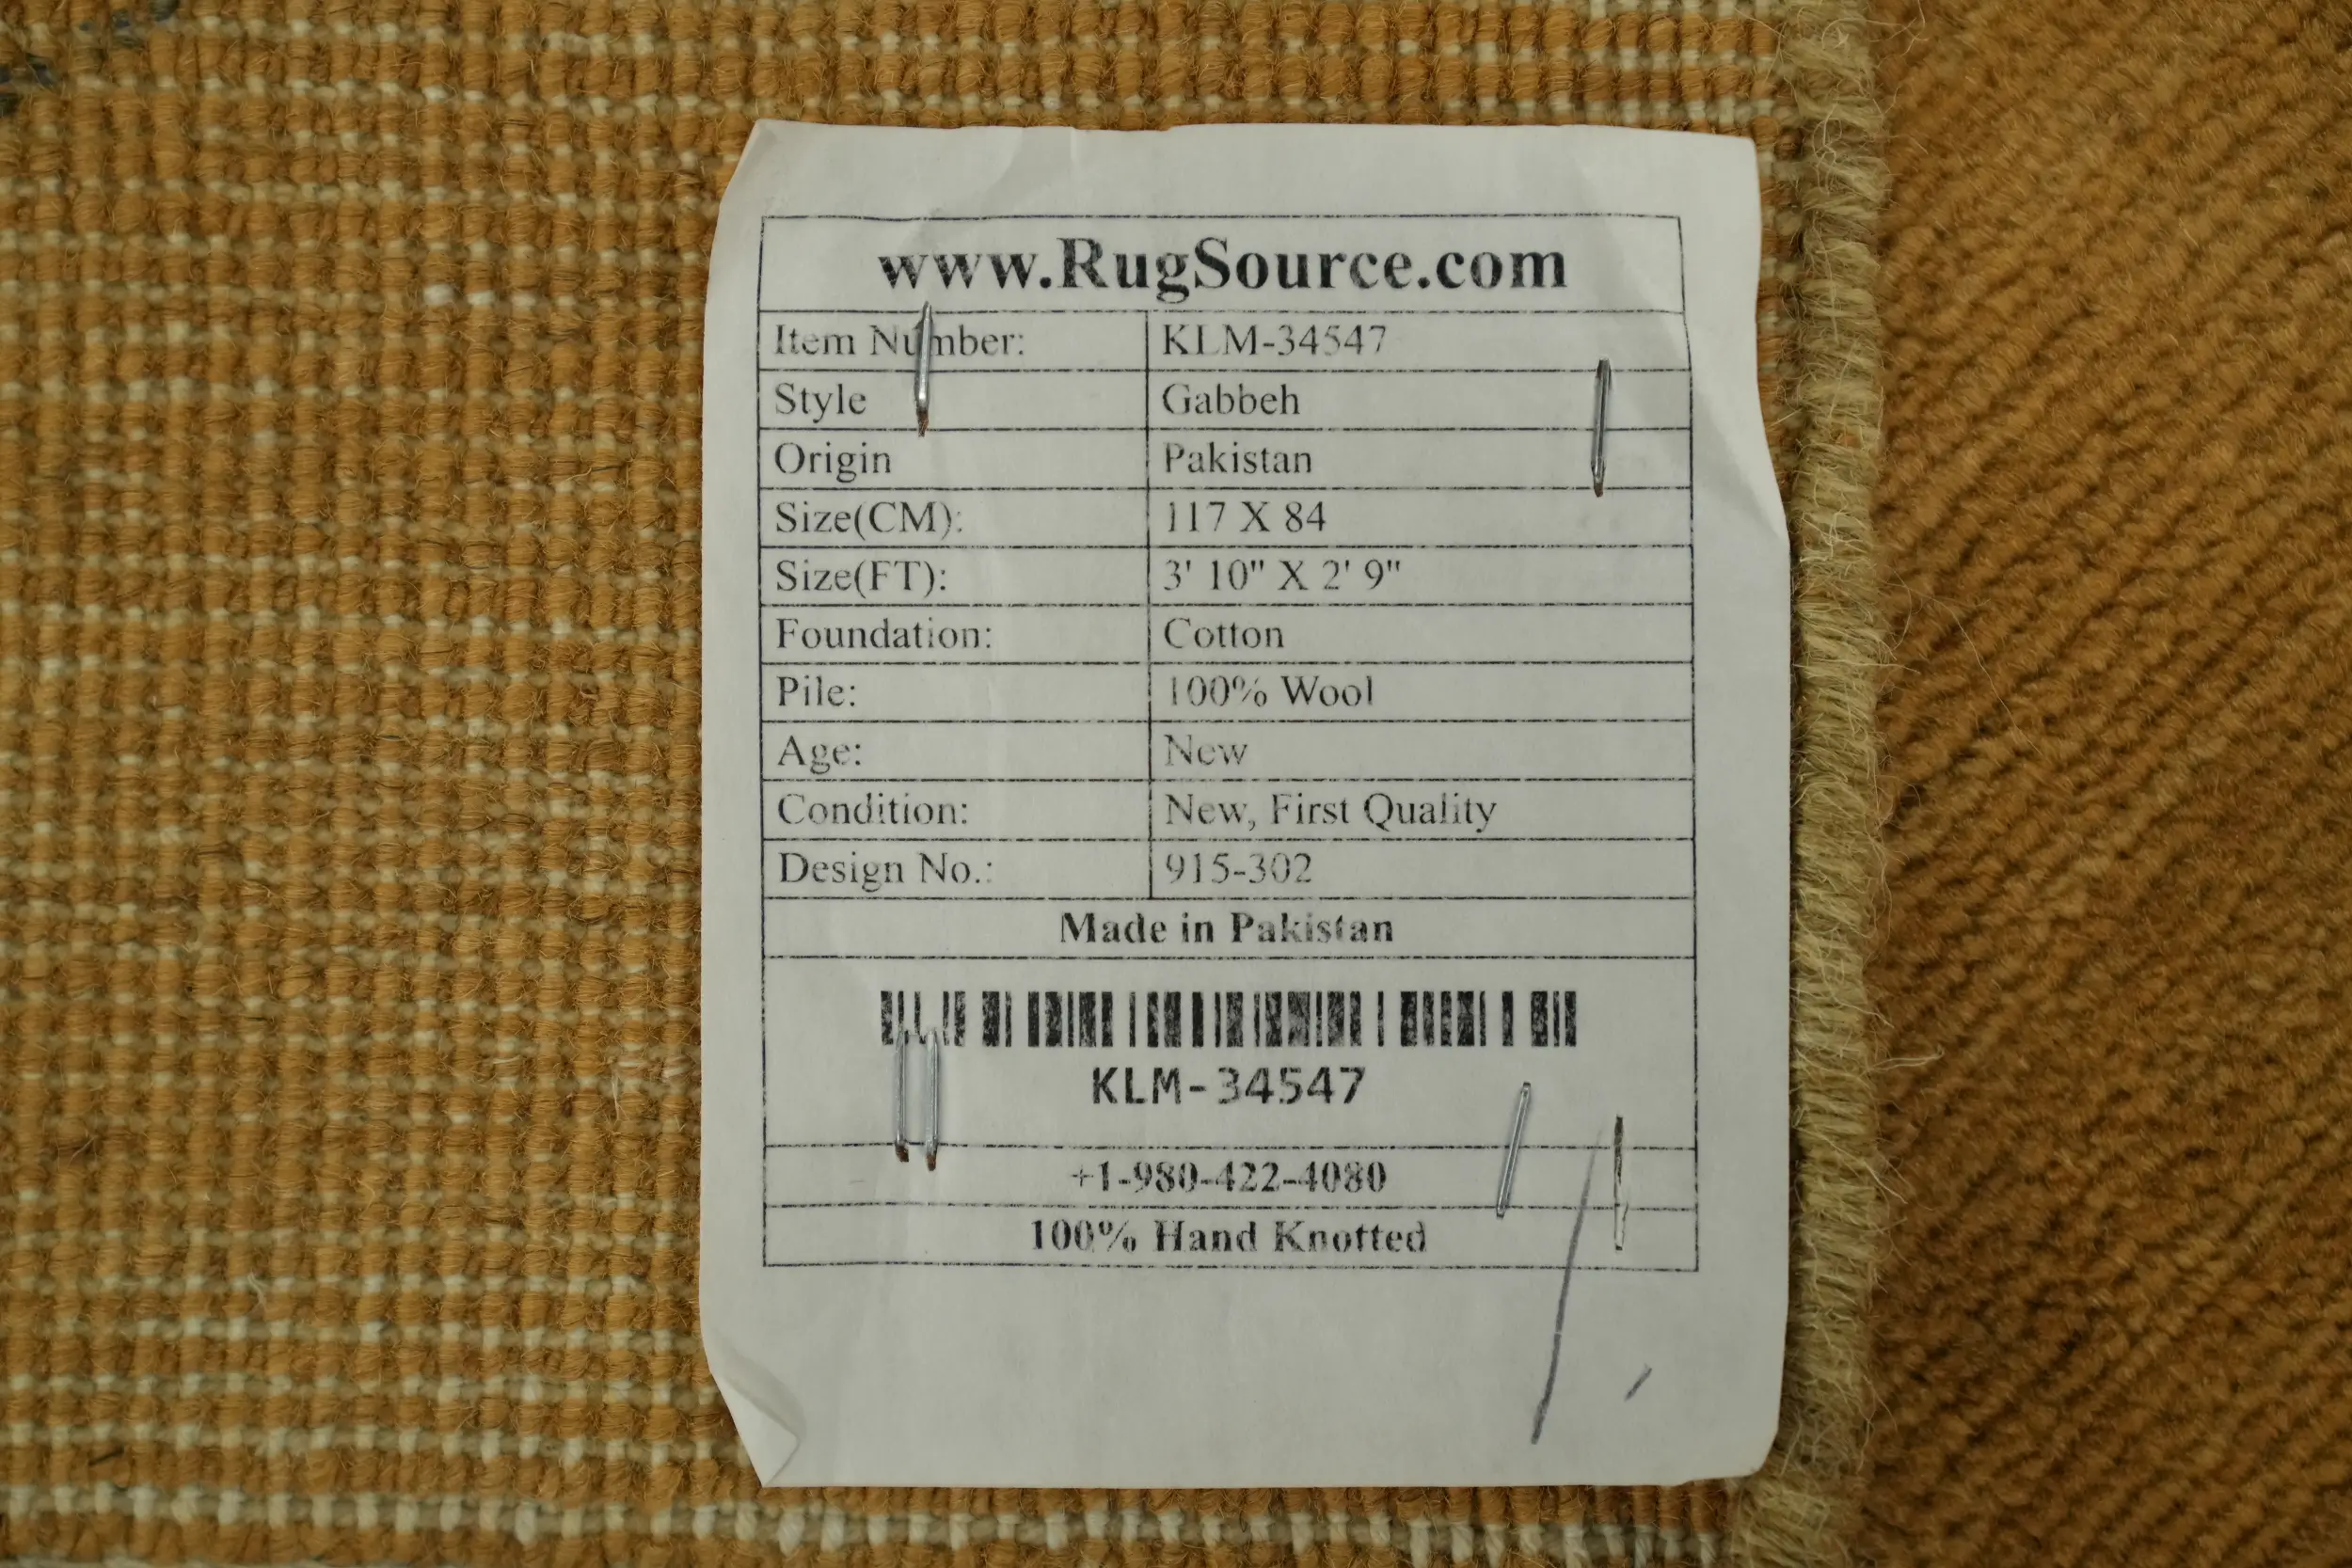 www.RugSource.com
Item Number: KLM-34547
Style Gabbeh
Origin Pakistan
Size(CM): 117 X 84
Size(FT): 3' 10" X 2' 9"
Foundation: Cotton
Pile: 100% Wool
Age: New
Condition: New, First Quality
Design No.: 915-302
Made in Pakistan
KLM-34547
+1-980-422-4080
100% Hand Knotted